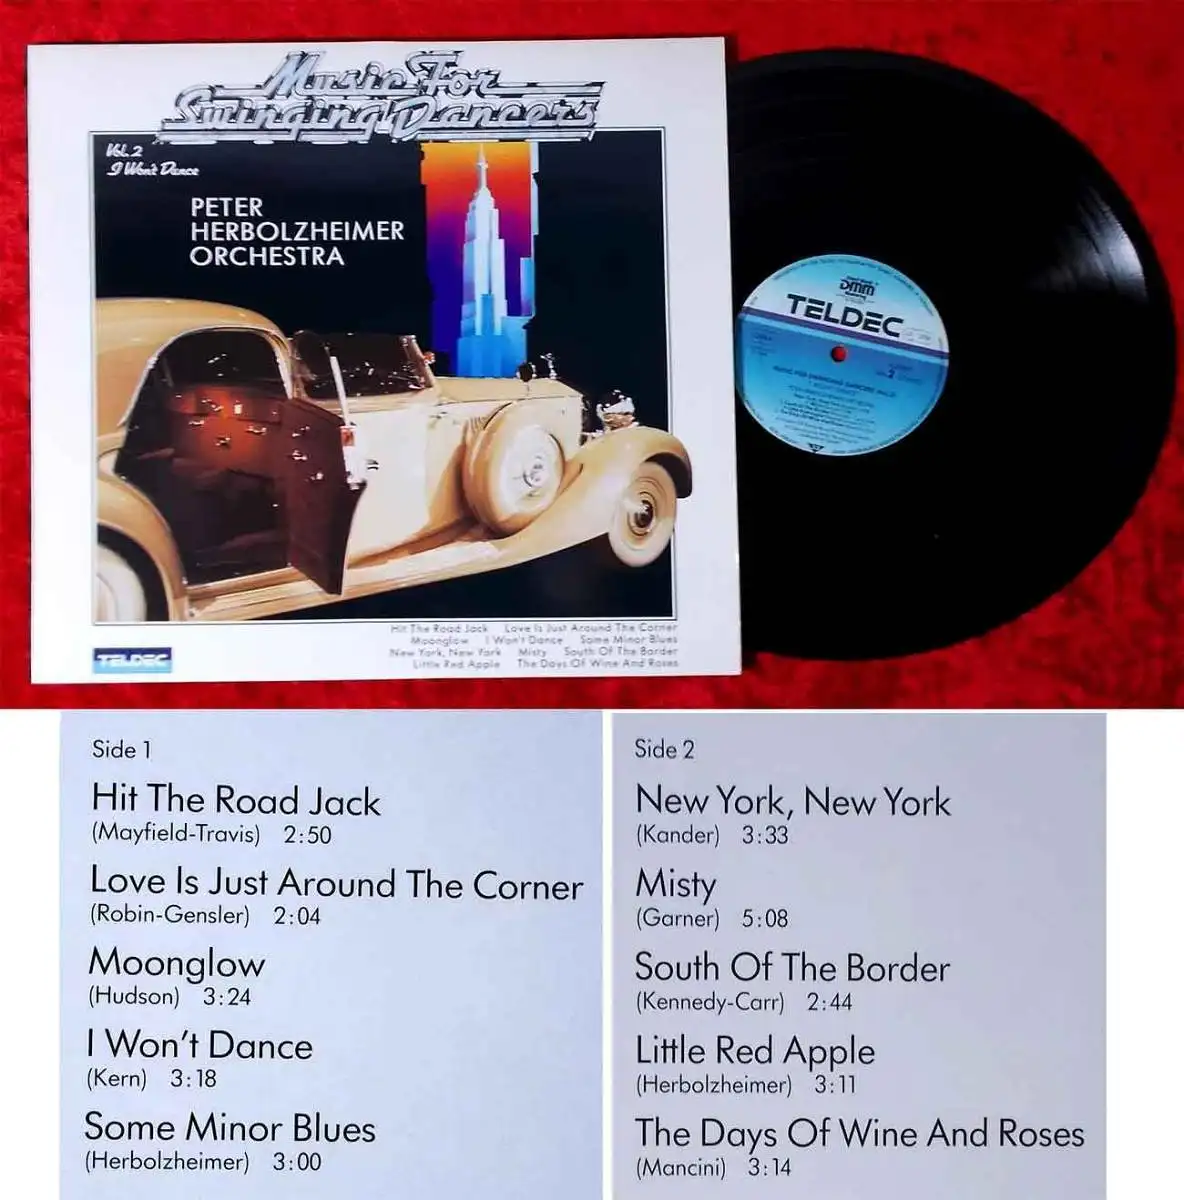 Music For
Swinging Dancers
Vol. 2
I Won't Dance
PETER
HERBOLZHEIMER
ORCHESTRA
Hit The Road Jack Love Is Just Around The Corner
Moonglow I Won't Dance Some Minor Blues
New York, New York Misty South Of The Border
Little Red Apple The Days Of Wine And Roses
TELDEC
DMM
TELDEC
Side 1
Hit The Road Jack
(Mayfield-Travis) 2:50
Love Is Just Around The Corner
(Robin-Gensler) 2:04
Moonglow
(Hudson) 3:24
I Won't Dance
(Kern) 3:18
Some Minor Blues
(Herbolzheimer) 3:00
Side 2
New York, New York
(Kander) 3:33
Misty
(Garner) 5:08
South Of The Border
(Kennedy-Carr) 2:44
Little Red Apple
(Herbolzheimer) 3:11
The Days Of Wine And Roses
(Mancini) 3:14